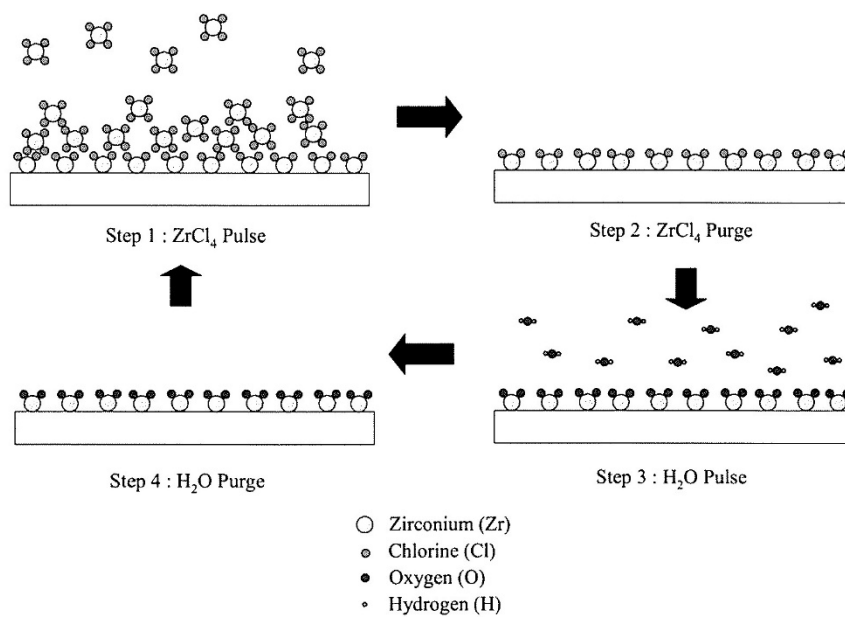 Step 1 : ZrCl₄ Pulse
Step 2 : ZrCl₄ Purge
Step 4 : H₂O Purge
Step 3 : H₂O Pulse
Zirconium (Zr)
Chlorine (Cl)
Oxygen (O)
Hydrogen (H)